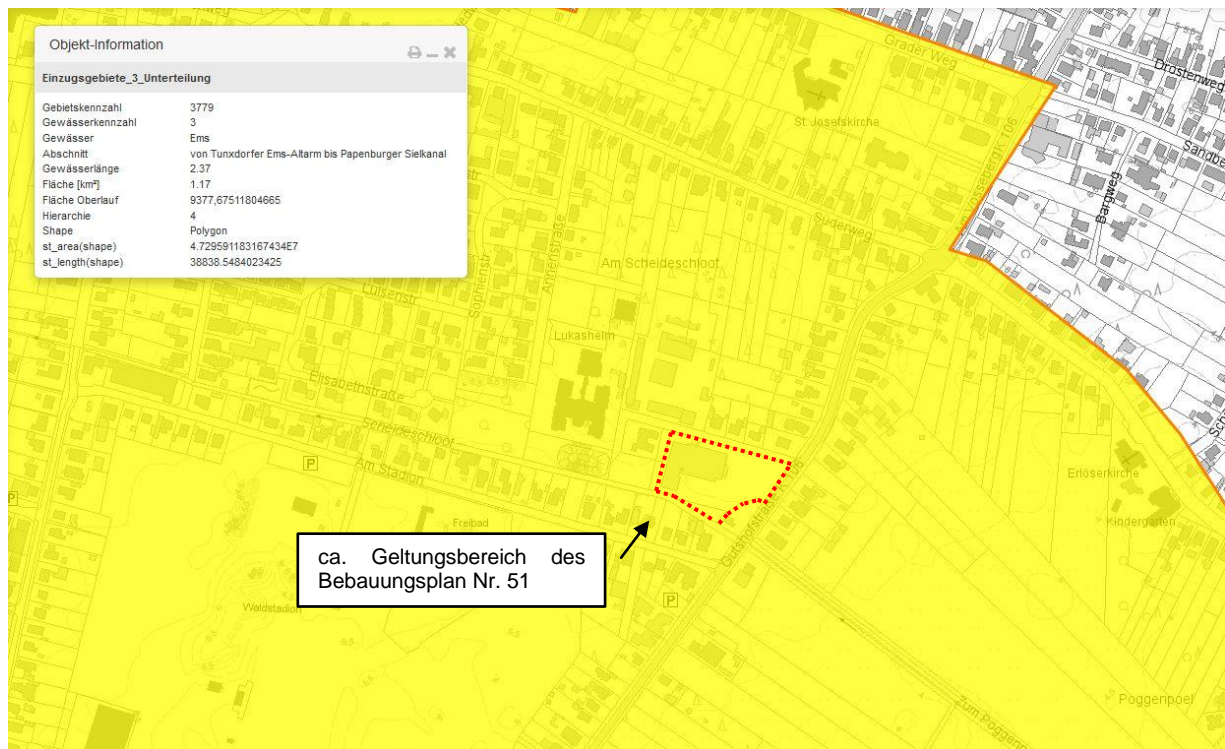 Objekt-Information
Einzugsgebiete_3_Unterteilung
Gebietskennzahl 3779
Gewässerkennzahl 3
Gewässer Ems
Abschnitt von Tunxdorfer Ems-Altarm bis Papenburger Sielkanal
Gewässerlänge 2.37
Fläche [km²] 1.17
Fläche Oberlauf 9377,67511804665
Hierarchie 4
Shape Polygon
st_area(shape) 4.729591183167434E7
st_length(shape) 38838.5484023425
Grader Weg
Drostenweg
St. Josefskirche
K 106
Bargweg
Suderweg
Am Scheideschloot
Annenstraße
Sophienstr
Luisenstr
Lukasheim
Elisabethstraße
Scheideschloot
P
Am Stadion
Erlöserkirche
Kindergarten
Freibad
P
ca. Geltungsbereich des
Bebauungsplan Nr. 51
Waldstadion
P
Poggenpoel